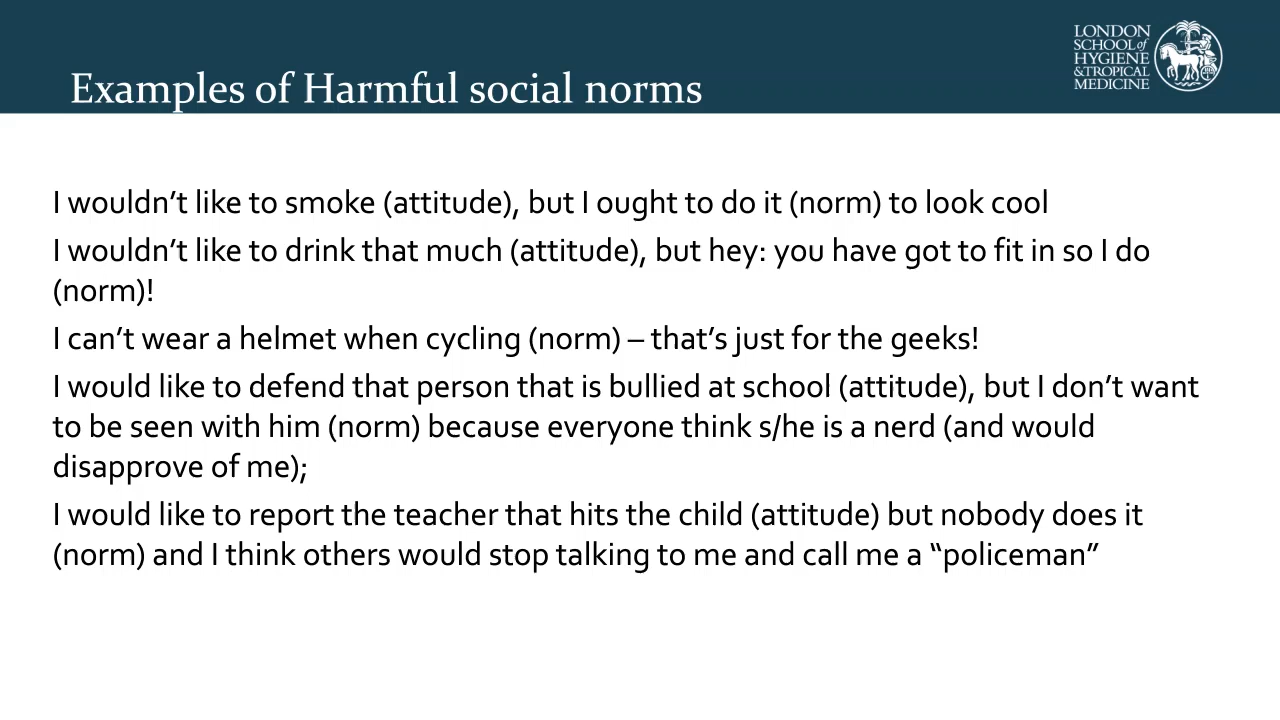 LONDON
SCHOOL of
HYGIENE
& TROPICAL
MEDICINE
Examples of Harmful social norms
I wouldn’t like to smoke (attitude), but I ought to do it (norm) to look cool
I wouldn’t like to drink that much (attitude), but hey: you have got to fit in so I do
(norm)!
I can’t wear a helmet when cycling (norm) – that’s just for the geeks!
I would like to defend that person that is bullied at school (attitude), but I don’t want
to be seen with him (norm) because everyone think s/he is a nerd (and would
disapprove of me);
I would like to report the teacher that hits the child (attitude) but nobody does it
(norm) and I think others would stop talking to me and call me a “policeman”